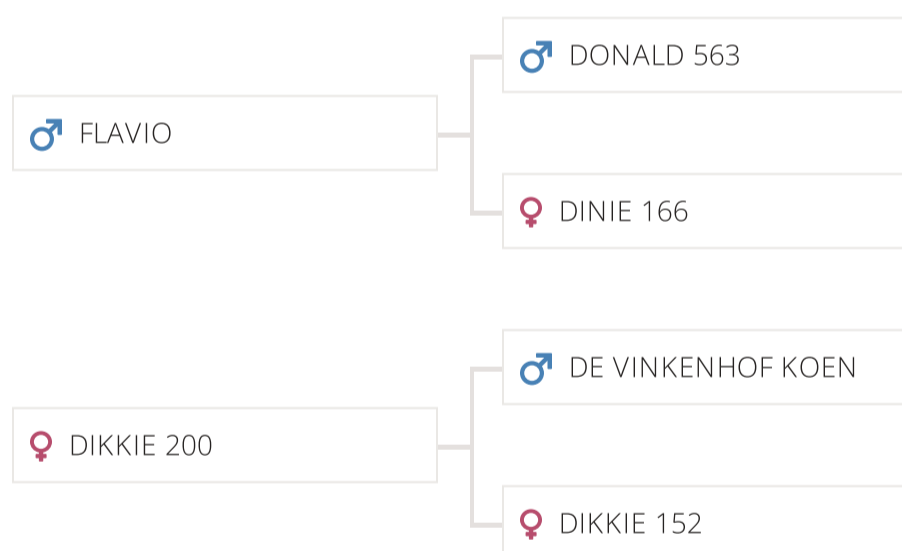 DONALD 563
FLAVIO
DINIE 166
DE VINKENHOF KOEN
DIKKIE 200
DIKKIE 152